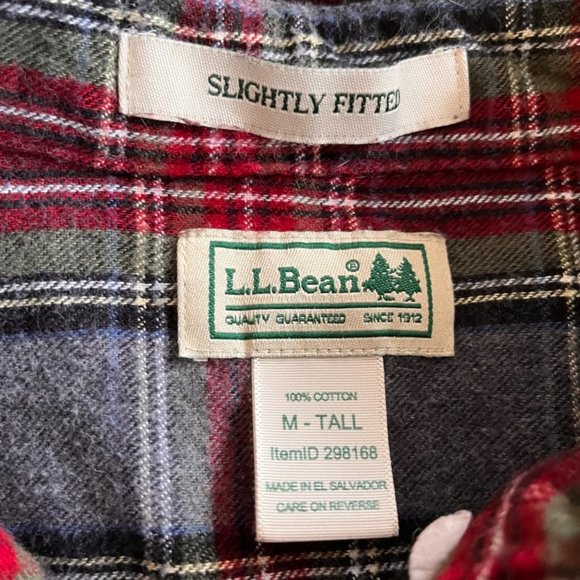 SLIGHTLY FITTED
L.L.Bean®
QUALITY GUARANTEED SINCE 1912
100% COTTON
M - TALL
ItemID 298168
MADE IN EL SALVADOR
CARE ON REVERSE